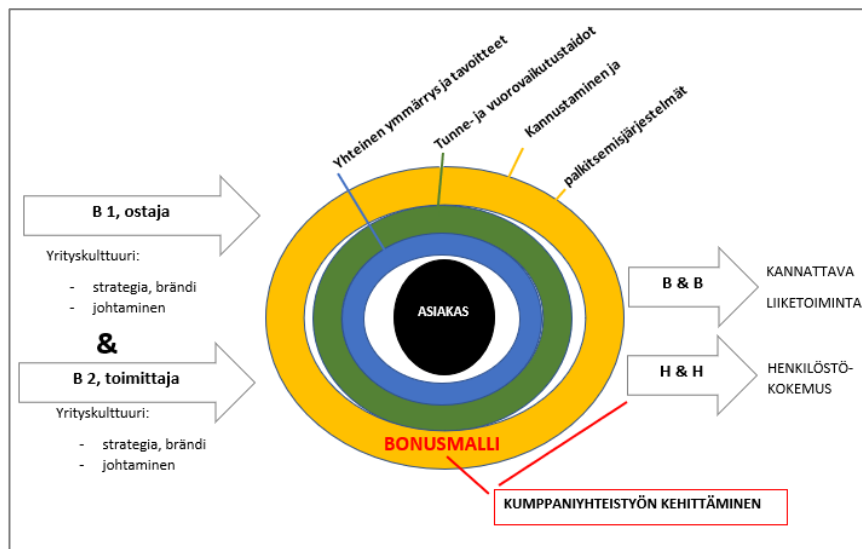 Yhteinen ymmärrys ja tavoitteet
Tunne- ja vuorovaikutustaidot
Kannustaminen ja
palkitsemisjärjestelmät
B 1, ostaja
Yrityskulttuuri:
- strategia, brändi
- johtaminen
&
B 2, toimittaja
Yrityskulttuuri:
- strategia, brändi
- johtaminen
ASIAKAS
BONUSMALLI
B & B
KANNATTAVA
LIIKETOIMINTA
H & H
HENKILÖSTÖ-
KOKEMUS
KUMPPANIYHTEISTYÖN KEHITTÄMINEN